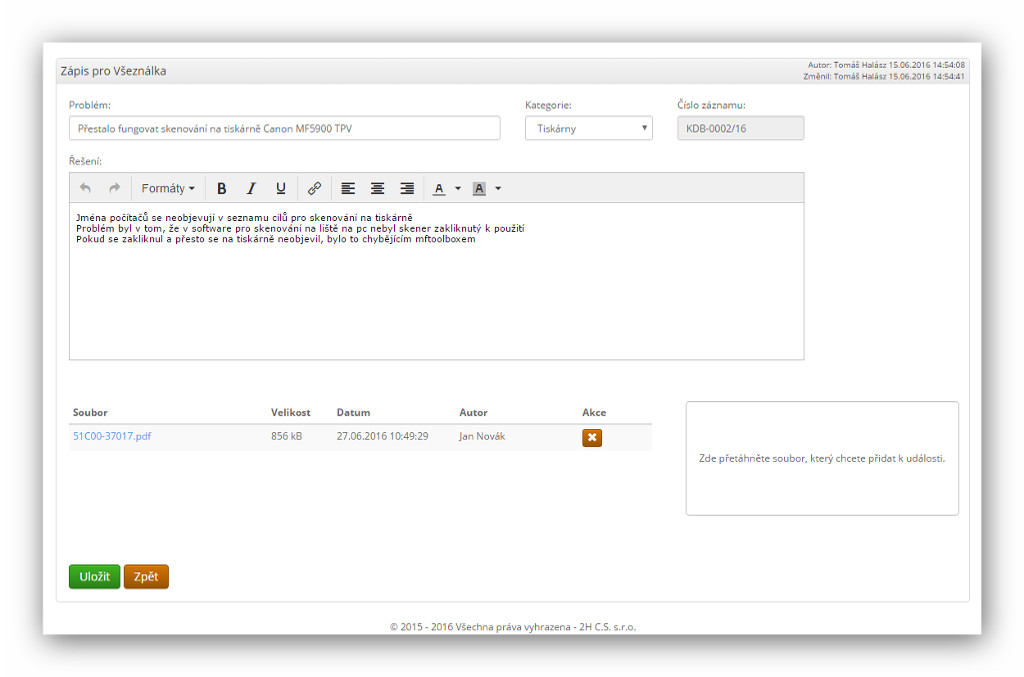 Zápis pro Všeználka
Autor: Tomáš Halász 15.06.2016 14:54:08
Změnil: Tomáš Halász 15.06.2016 14:54:41
Problém:
Kategorie:
Číslo záznamu:
Přestalo fungovat skenování na tiskárně Canon MF5900 TPV
Tiskárny
KDB-0002/16
Řešení:
Formáty B I U A A
Jména počítačů se neobjevují v seznamu cílů pro skenování na tiskárně
Problém byl v tom, že v software pro skenování na liště na pc nebyl skener zakliknutý k použití
Pokud se zakliknul a přesto se na tiskárně neobjevil, bylo to chybějícím mftoolboxem
Soubor Velikost Datum Autor Akce
51C00-37017.pdf 856 kB 27.06.2016 10:49:29 Jan Novák
Zde přetáhněte soubor, který chcete přidat k události.
Uložit Zpět
© 2015 - 2016 Všechna práva vyhrazena - 2H C.S. s.r.o.